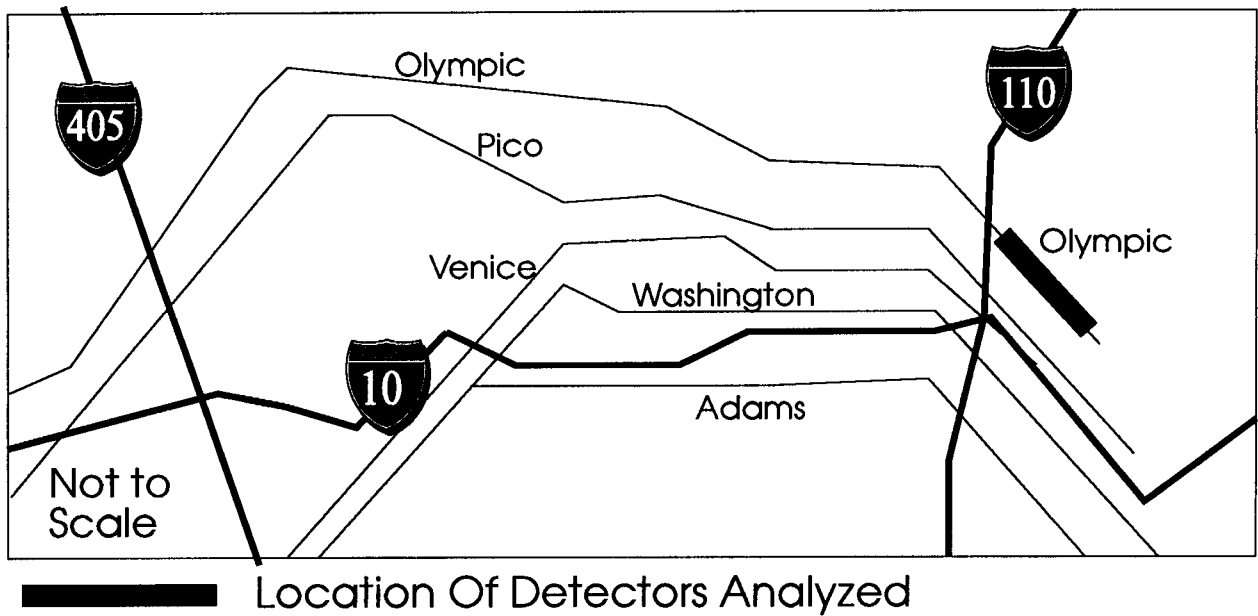 Olympic
110
405
Pico
Olympic
Venice
Washington
10
Adams
Not to
Scale
Location Of Detectors Analyzed